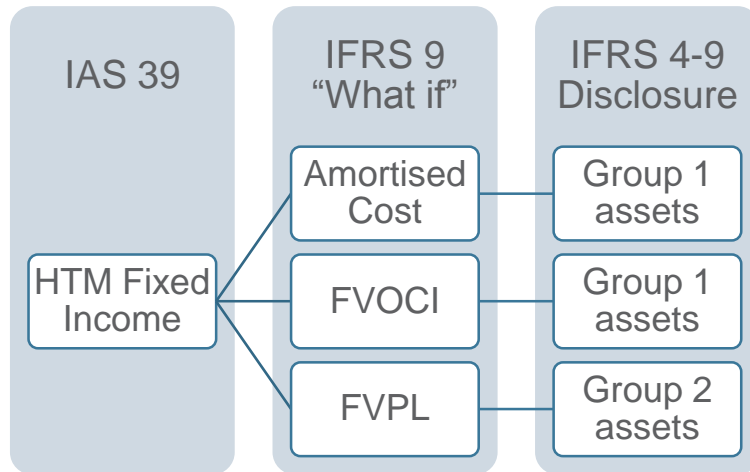 IAS 39
IFRS 9
“What if”
IFRS 4-9
Disclosure
HTM Fixed
Income
Amortised
Cost
FVOCI
FVPL
Group 1
assets
Group 1
assets
Group 2
assets